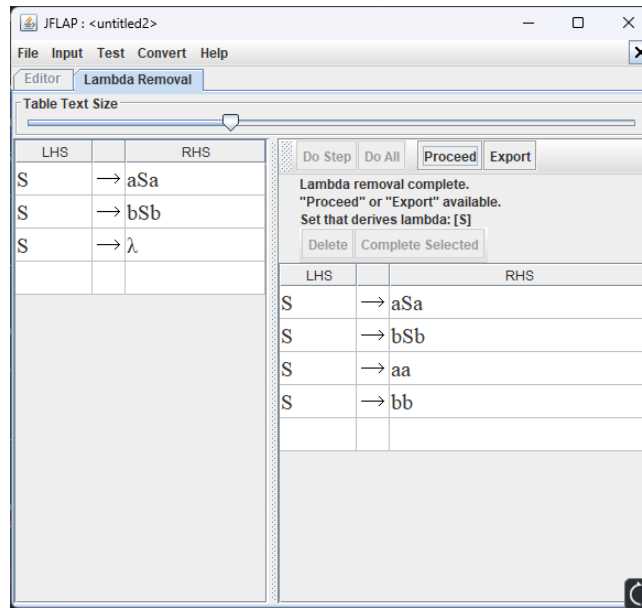 JFLAP : <untitled2>
File Input Test Convert Help
Editor Lambda Removal
Table Text Size
LHS RHS
S → aSa
S → bSb
S → λ
Do Step Do All Proceed Export
Lambda removal complete.
"Proceed" or "Export" available.
Set that derives lambda: [S]
Delete Complete Selected
LHS RHS
S → aSa
S → bSb
S → aa
S → bb